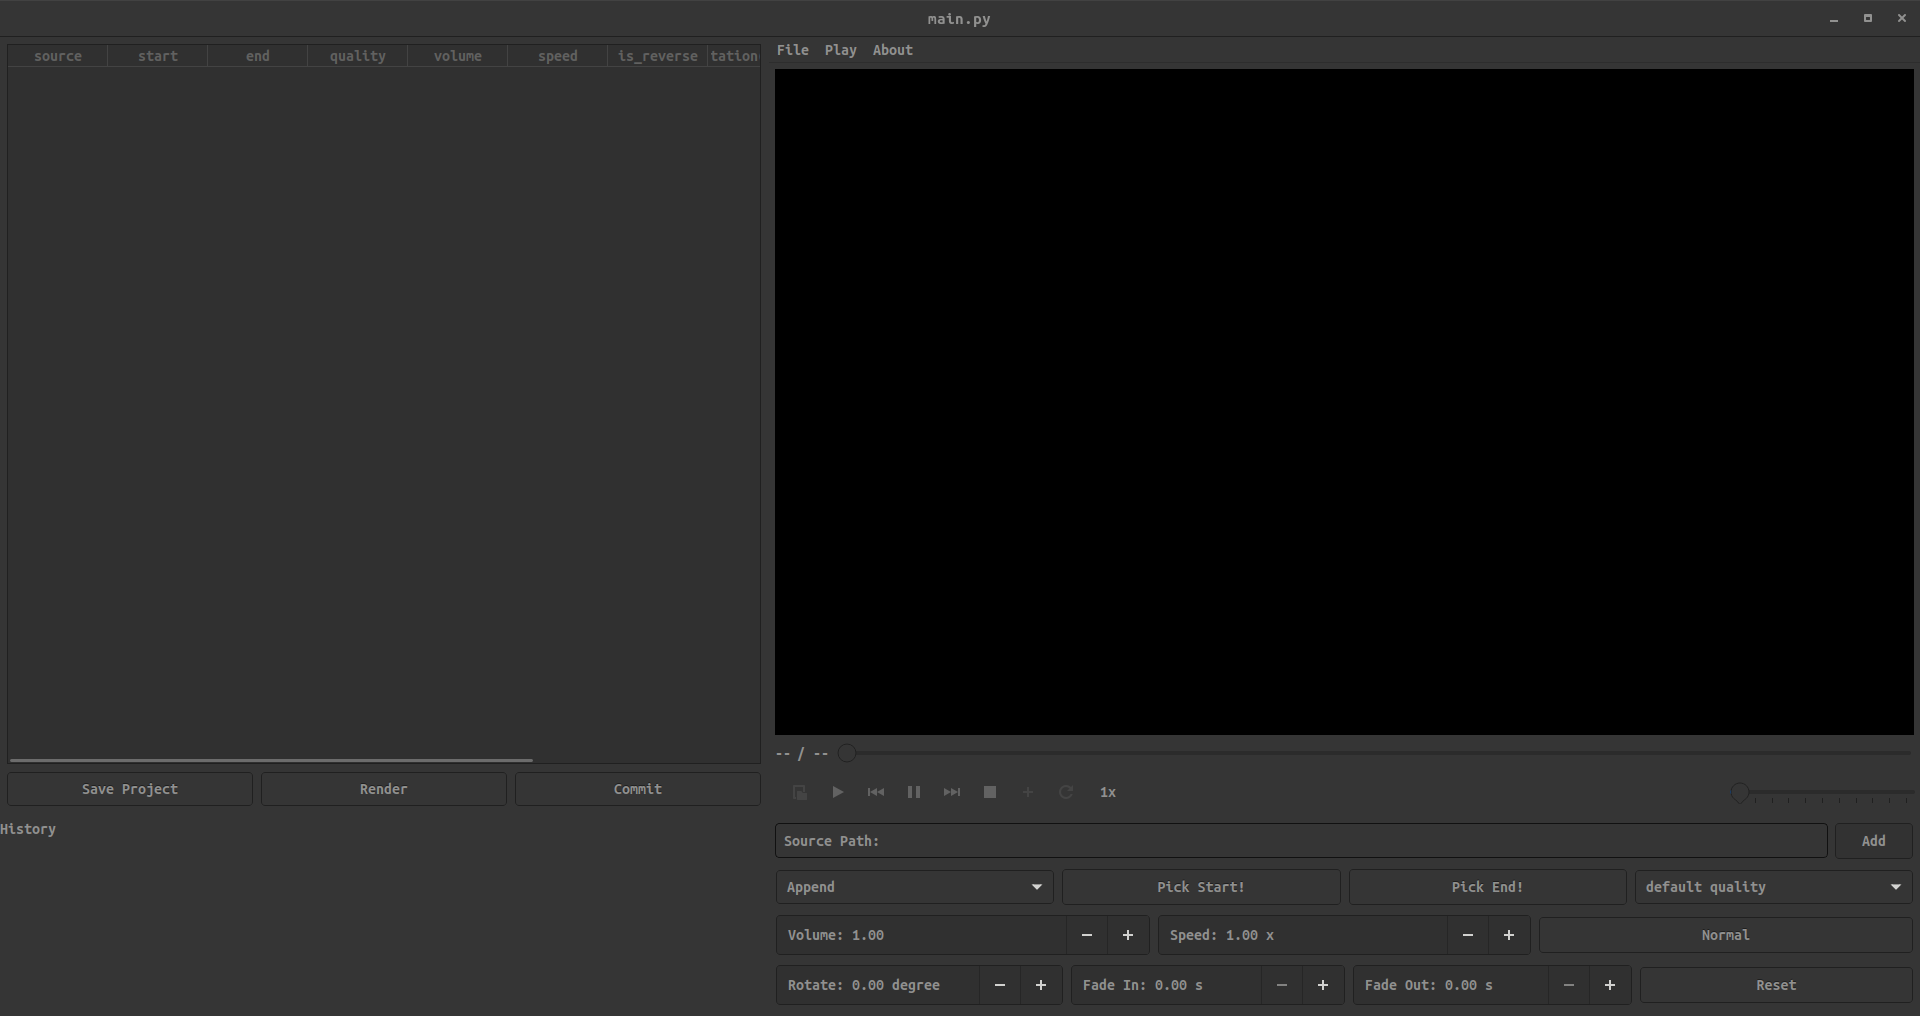 main.py
source start end quality volume speed is_reverse tation
File Play About
-- / --
Save Project Render Commit
1x
History
Source Path: Add
Append Pick Start! Pick End! default quality
Volume: 1.00 − + Speed: 1.00 x − + Normal
Rotate: 0.00 degree − + Fade In: 0.00 s − + Fade Out: 0.00 s − + Reset